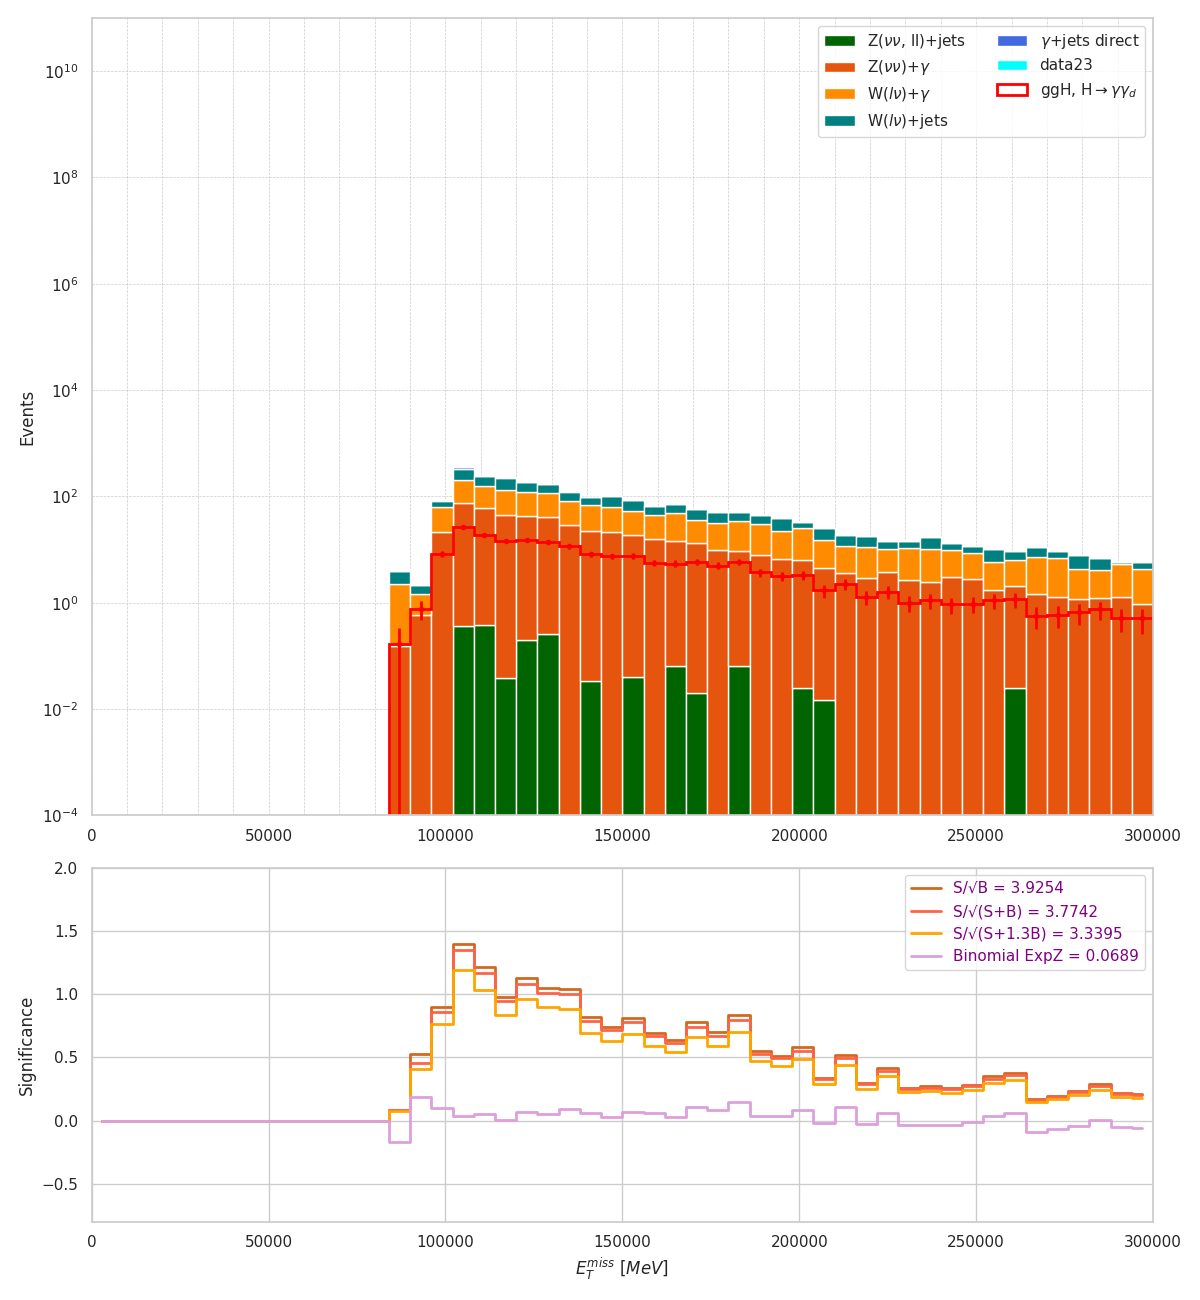 Z(νν, ll)+jets
Z(νν)+γ
W(lν)+γ
W(lν)+jets
γ+jets direct
data23
ggH, H→γγ_d
Events
10^10
10^8
10^6
10^4
10^2
10^0
10^−2
10^−4
0 50000 100000 150000 200000 250000 300000
S/√B = 3.9254
S/√(S+B) = 3.7742
S/√(S+1.3B) = 3.3395
Binomial ExpZ = 0.0689
Significance
2.0
1.5
1.0
0.5
0.0
−0.5
0 50000 100000 150000 200000 250000 300000
E_T^miss [MeV]